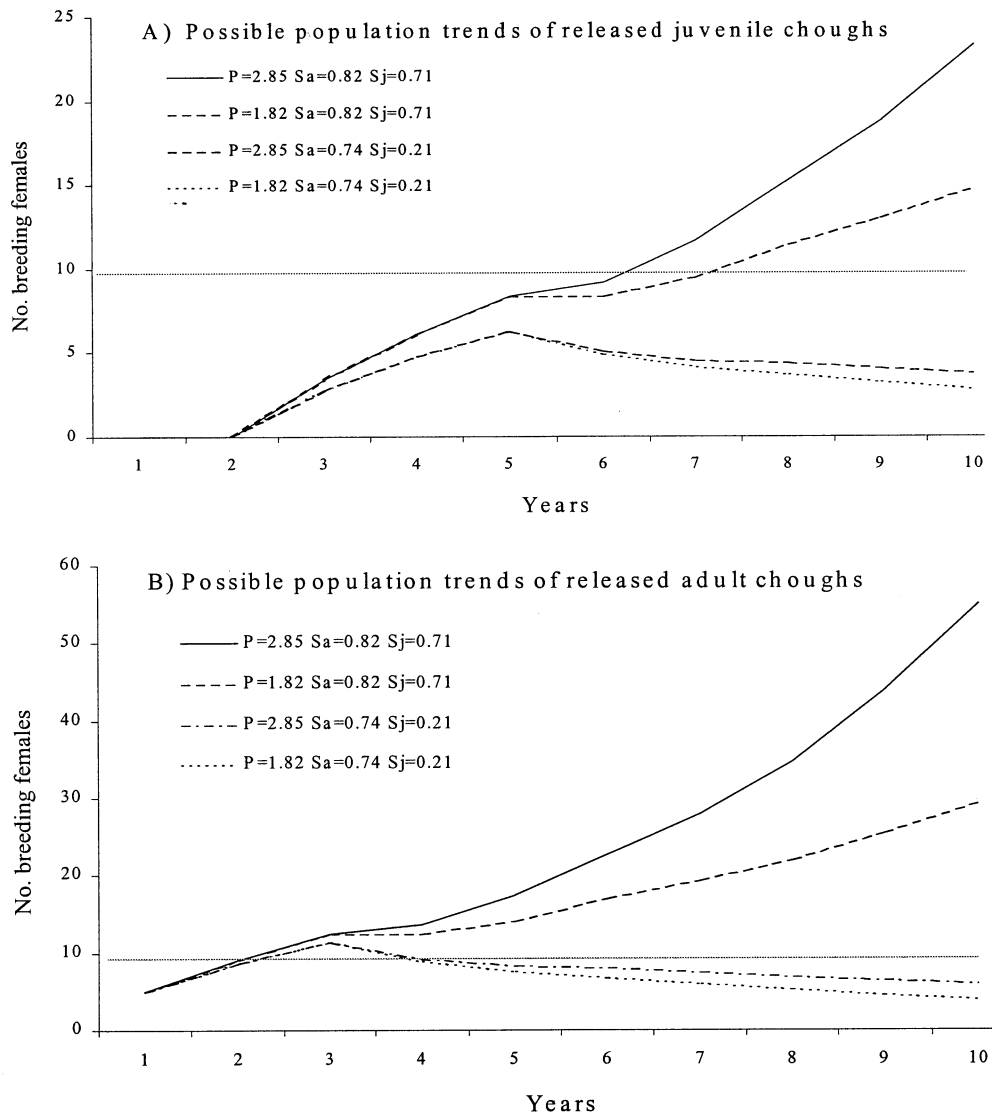 A) Possible population trends of released juvenile choughs
P=2.85 Sa=0.82 Sj=0.71
P=1.82 Sa=0.82 Sj=0.71
P=2.85 Sa=0.74 Sj=0.21
P=1.82 Sa=0.74 Sj=0.21
No. breeding females
25
20
15
10
5
0
1 2 3 4 5 6 7 8 9 10
Years
B) Possible population trends of released adult choughs
P=2.85 Sa=0.82 Sj=0.71
P=1.82 Sa=0.82 Sj=0.71
P=2.85 Sa=0.74 Sj=0.21
P=1.82 Sa=0.74 Sj=0.21
No. breeding females
60
50
40
30
20
10
0
1 2 3 4 5 6 7 8 9 10
Years